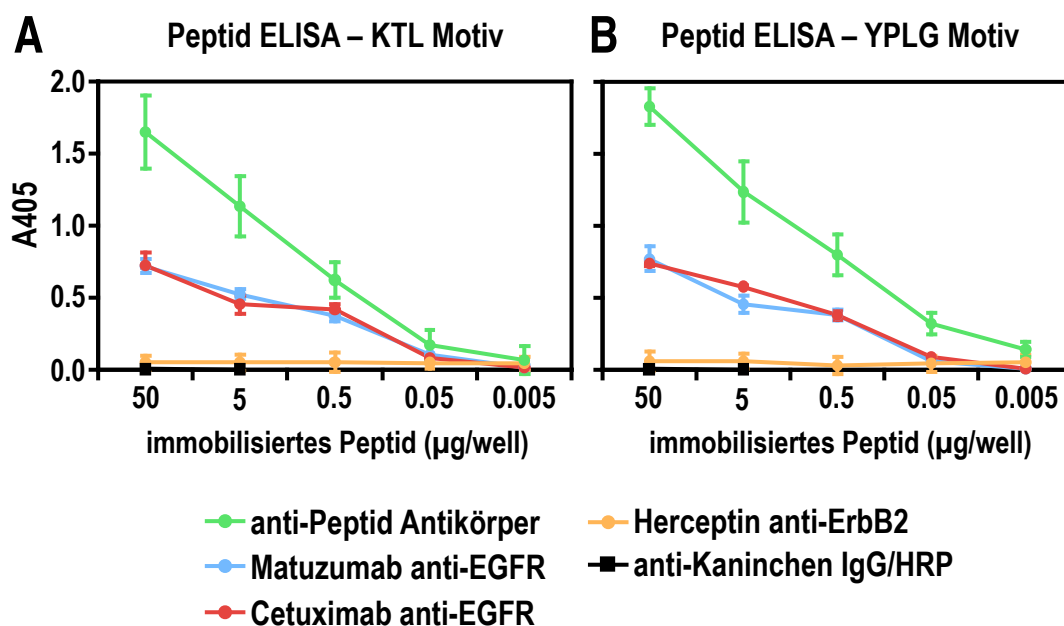 A Peptid ELISA – KTL Motiv
B Peptid ELISA – YPLG Motiv
A405
2.0
1.5
1.0
0.5
0.0
50 5 0.5 0.05 0.005
immobilisiertes Peptid (µg/well)
50 5 0.5 0.05 0.005
immobilisiertes Peptid (µg/well)
anti-Peptid Antikörper
Matuzumab anti-EGFR
Cetuximab anti-EGFR
Herceptin anti-ErbB2
anti-Kaninchen IgG/HRP